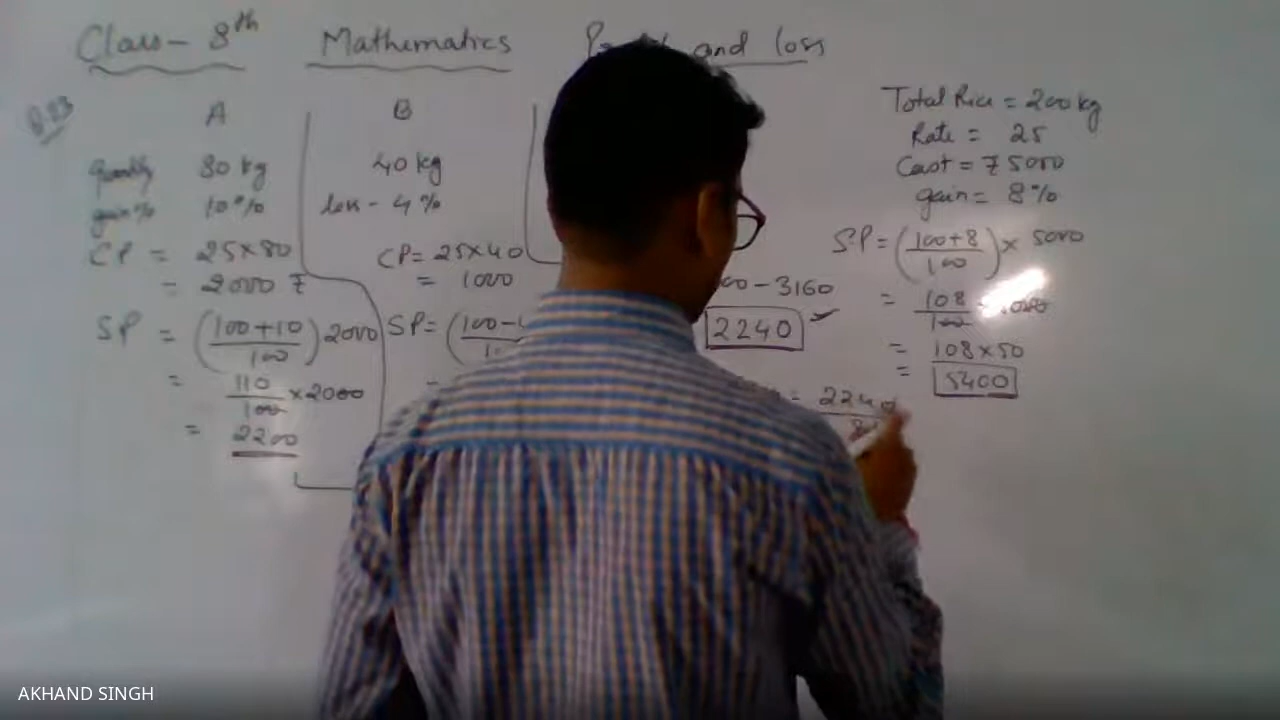 Class - 8th Mathematics and loss
A
Quantity 80 kg
gain% 10%
CP = 25×80
= 2000 ₹
SP = (100+10/100) 2000
= 110/100 ×2000
= 2200
B
40 kg
loss - 4%
CP = 25×40
= 1000
SP = (100-
- 3160
2240
= 2240
Total Rice = 200 kg
Rate = 25
Cost = ₹ 5000
gain = 8%
SP = (100+8/100) × 5000
= 108/100
= 108×50
= 5400
AKHAND SINGH